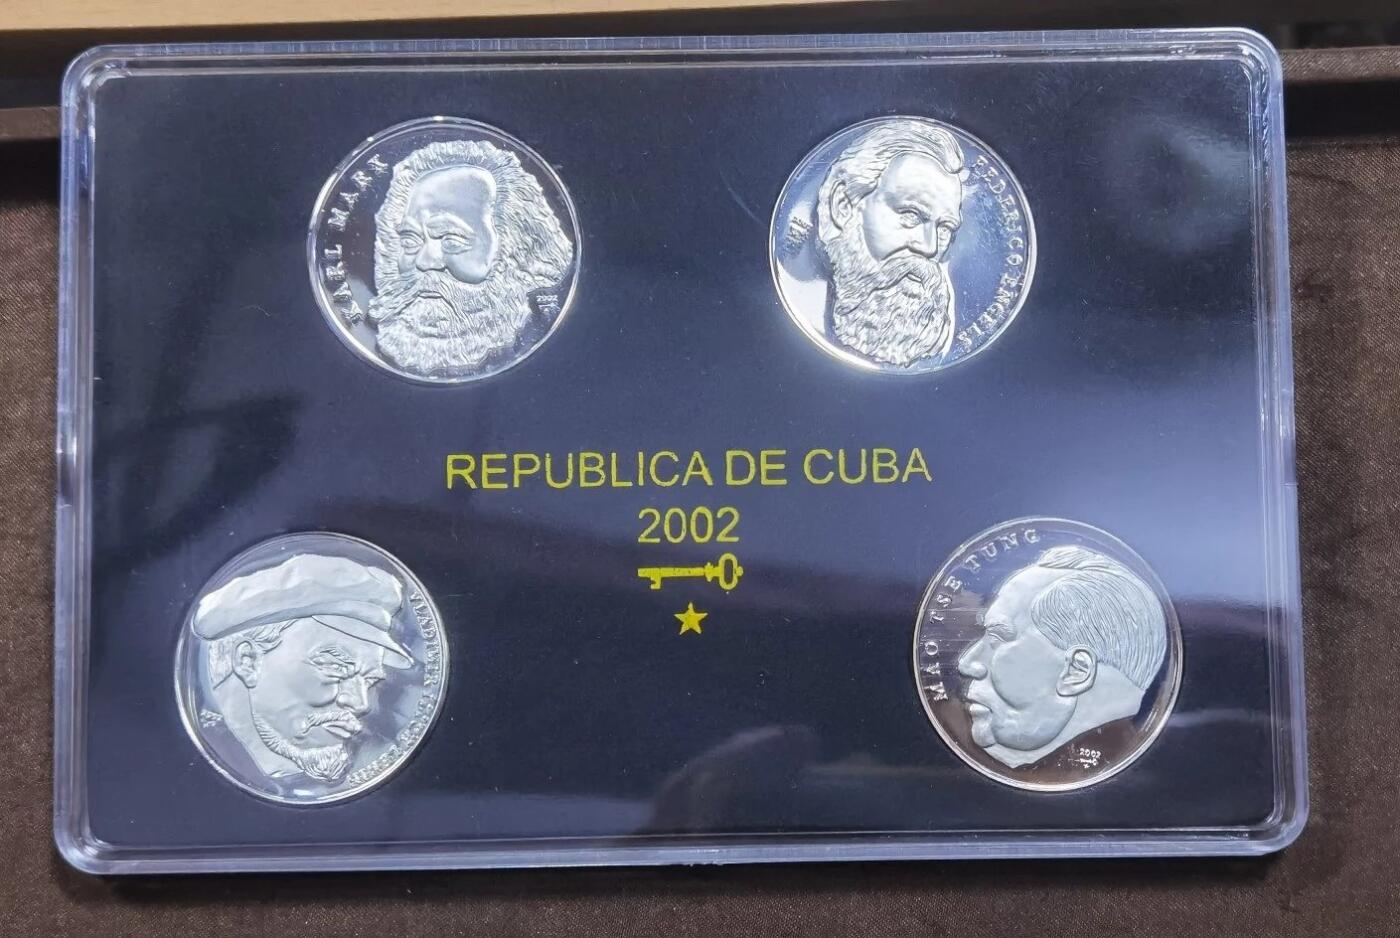 KARL MARX
2002
FEDERICO ENGELS
REPUBLICA DE CUBA
2002
VLADIMIR
MAO TSE TUNG
2002